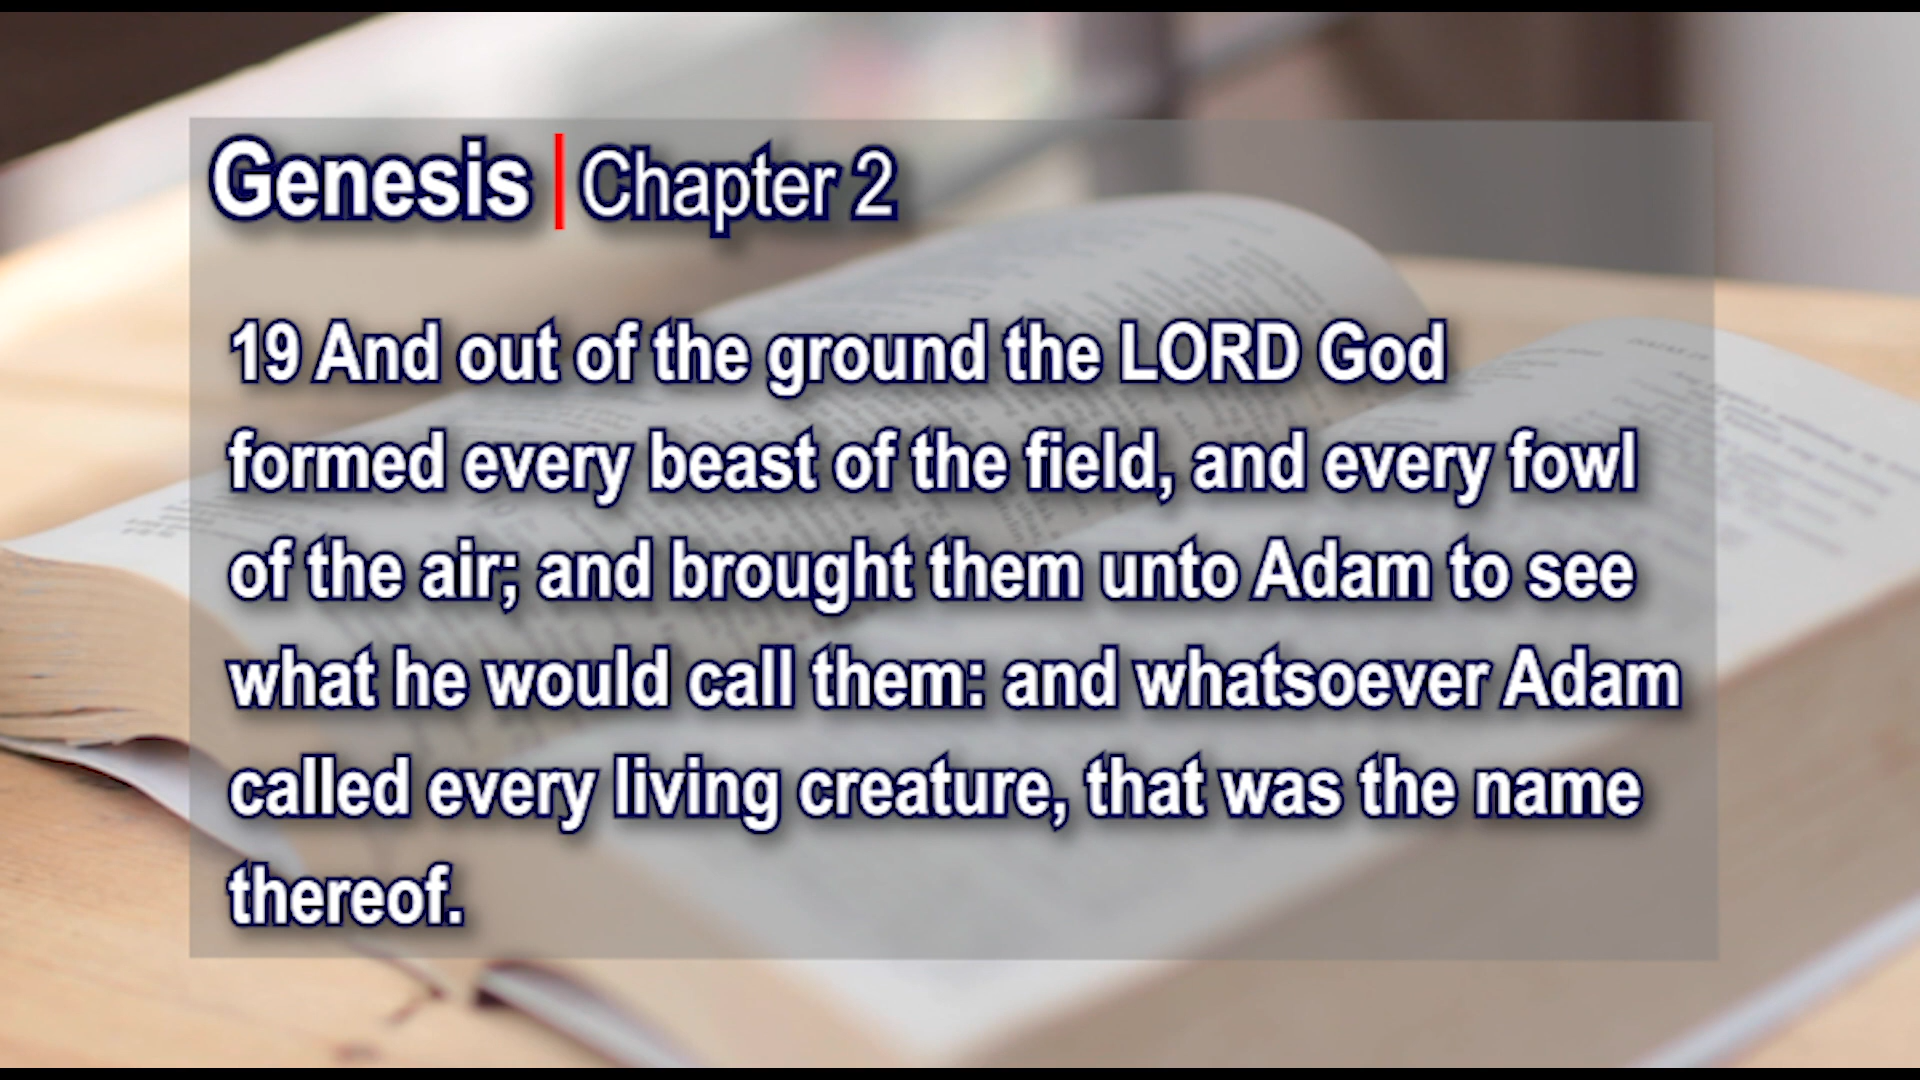 Genesis | Chapter 2
19 And out of the ground the LORD God
formed every beast of the field, and every fowl
of the air; and brought them unto Adam to see
what he would call them: and whatsoever Adam
called every living creature, that was the name
thereof.